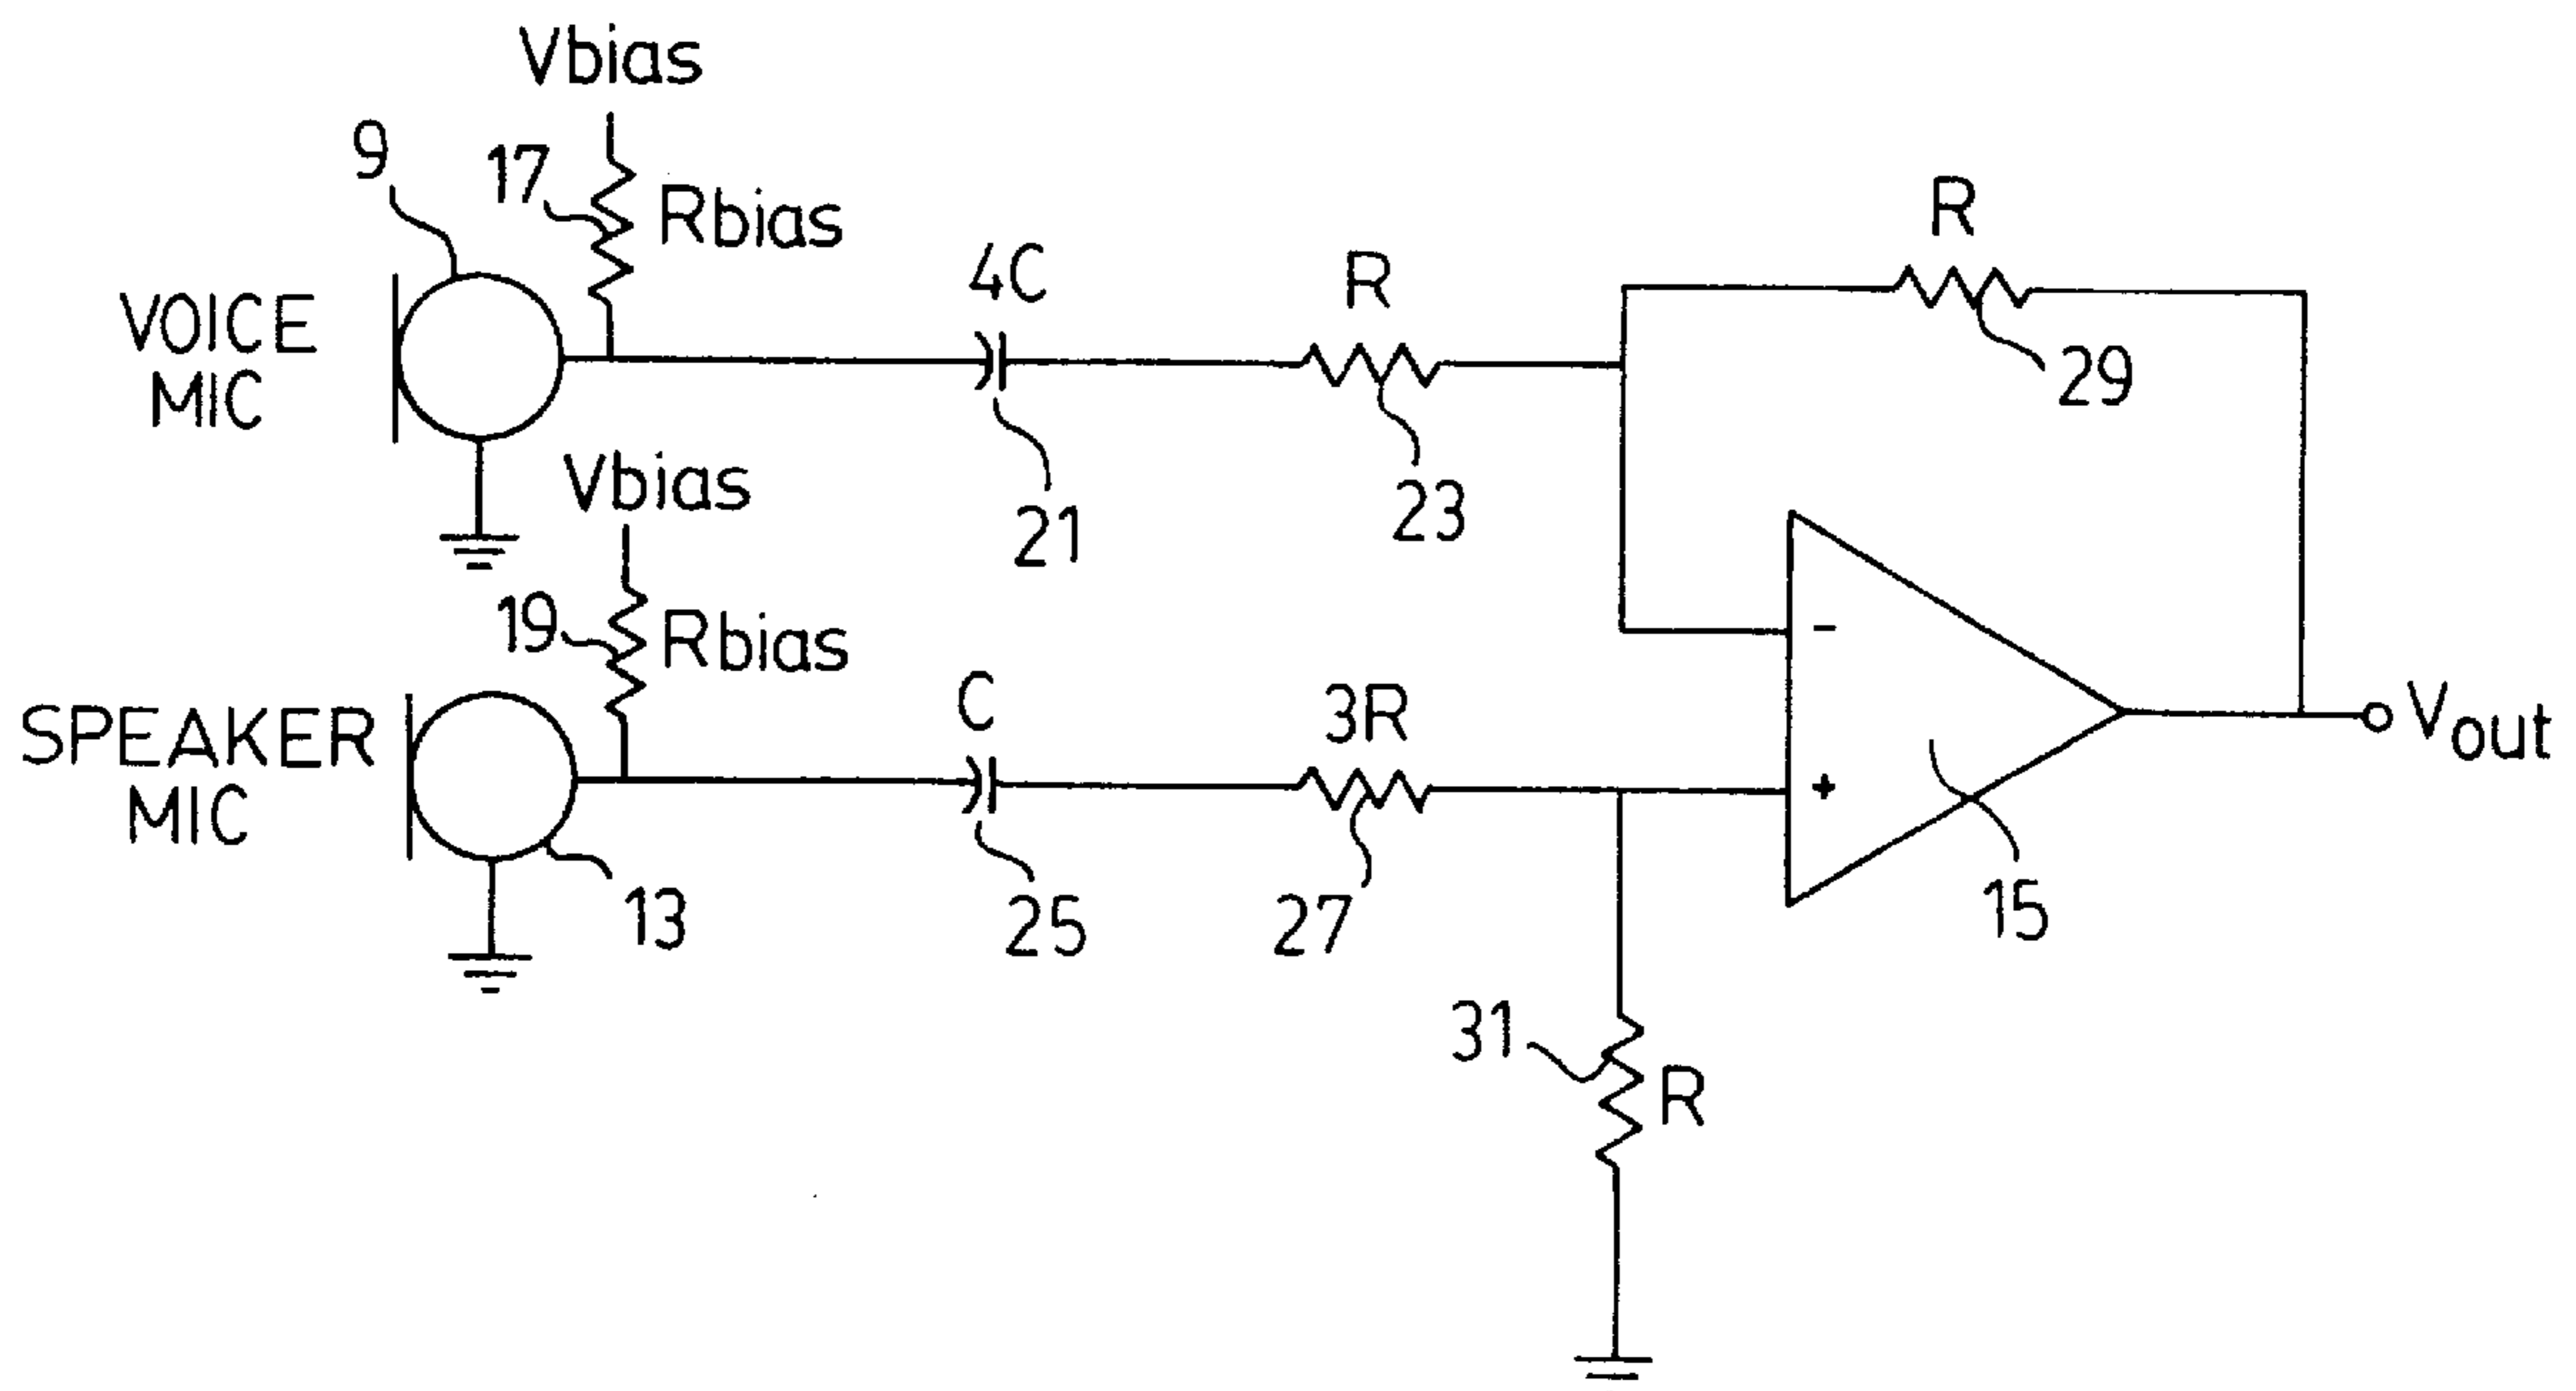 Vbias
9
17
Rbias
VOICE
MIC
4C
R
R
29
21
23
Vbias
19
Rbias
SPEAKER
MIC
C
3R
-
+
Vout
13
25
27
15
31
R